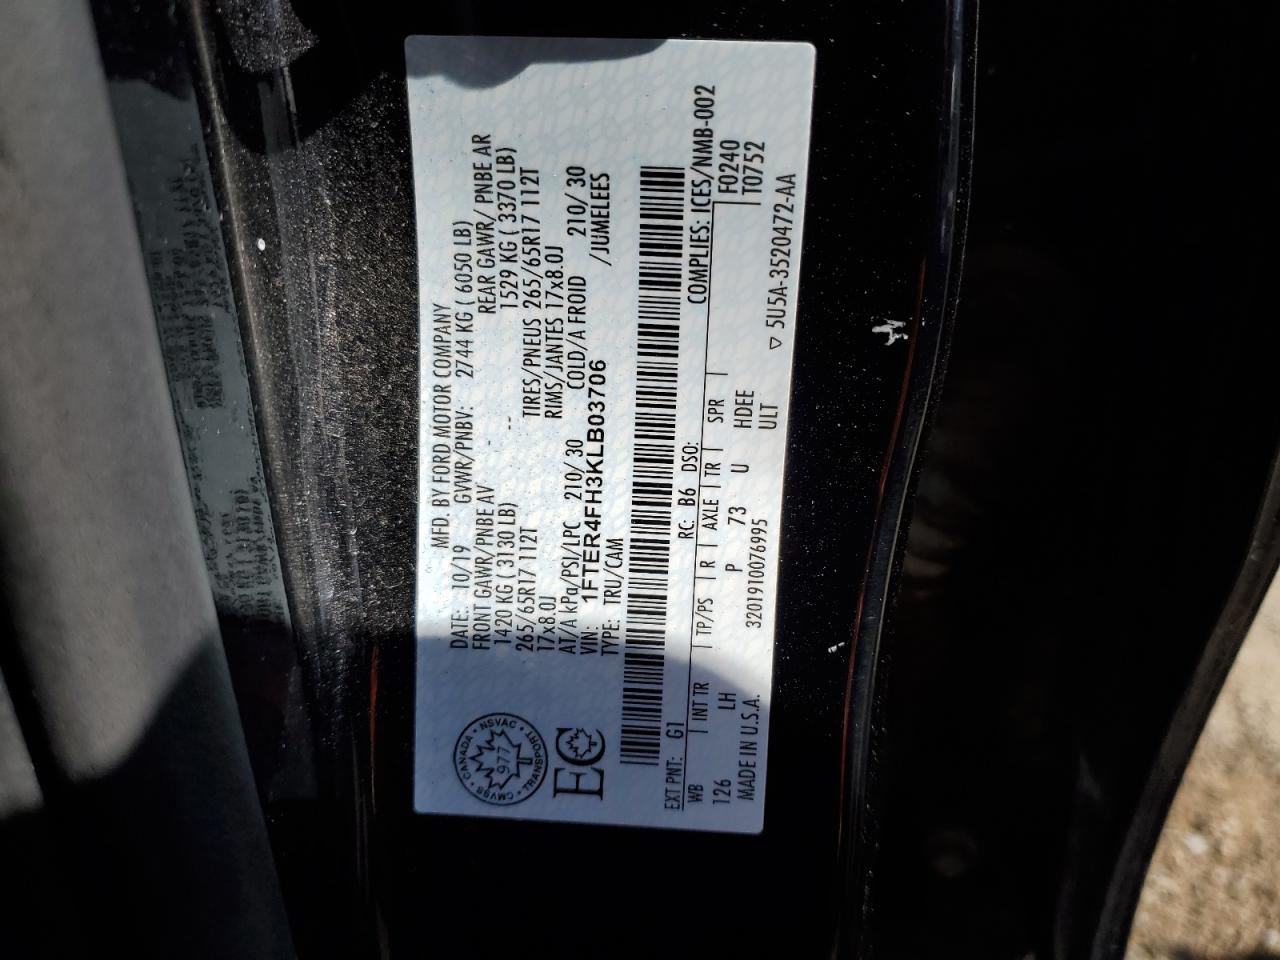 MFD. BY FORD MOTOR COMPANY
DATE: 10/19 GVWR/PNBV: 2744 KG ( 6050 LB)
FRONT GAWR/PNBE AV REAR GAWR/ PNBE AR
1420 KG ( 3130 LB) - -- 1529 KG ( 3370 LB)
265/65R17 112T TIRES/PNEUS 265/65R17 112T
17x8.0J RIMS/JANTES 17x8.0J
AT/A kPa/PSI/LPC 210/ 30 COLD/A FROID 210/ 30
VIN: 1FTER4FH3KLB03706 /JUMELEES
TYPE: TRU/CAM
CANADA · NSVAC · TRANSPORT · CMVSS
977
EC
EXT PNT: G1 RC: B6 DSO: COMPLIES: ICES/NMB-002
WB | INT TR | TP/PS | R | AXLE | TR | SPR | F0240
126 LH P 73 U HDEE T0752
ULT
MADE IN U.S.A. 320191007 6995 ▽ 5U5A-3520472-AA